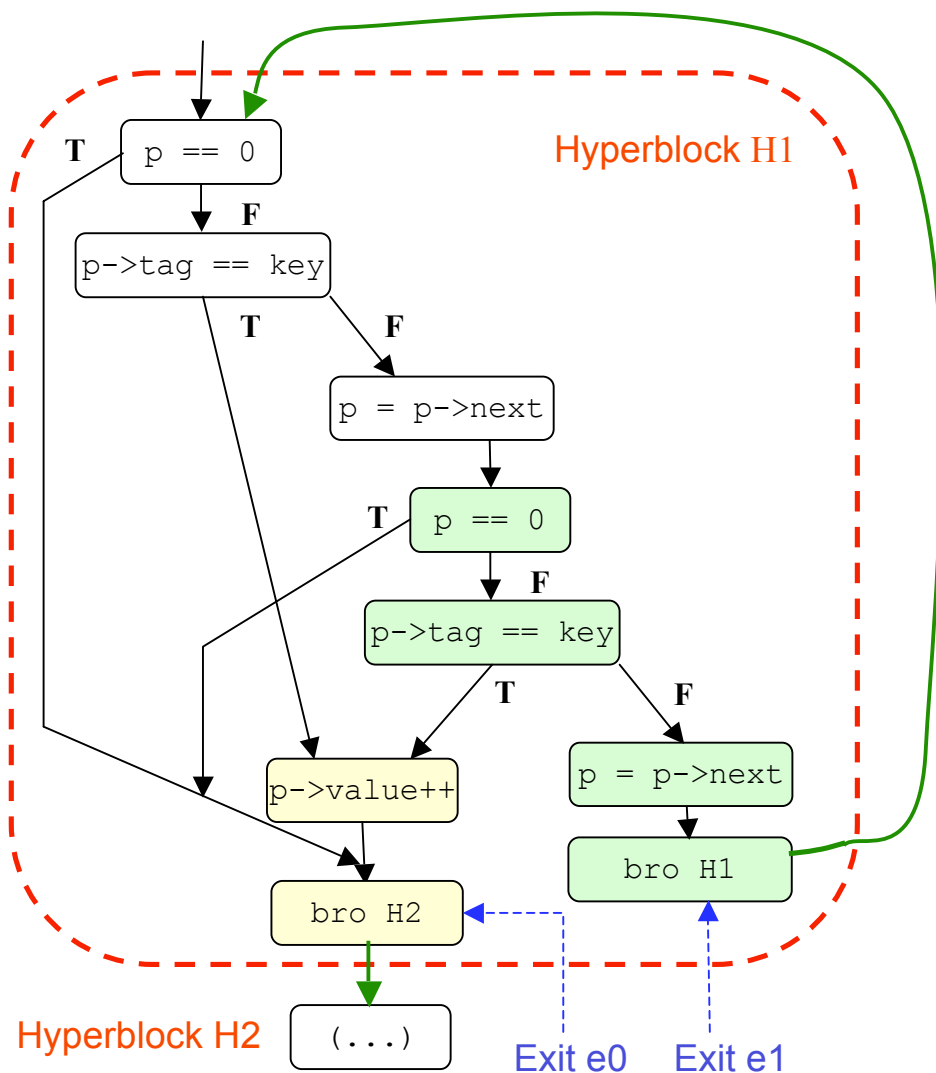 Hyperblock H1
T
p == 0
F
p->tag == key
T
F
p = p->next
T
p == 0
F
p->tag == key
T
F
p->value++
p = p->next
bro H1
bro H2
Hyperblock H2
(...)
Exit e0
Exit e1